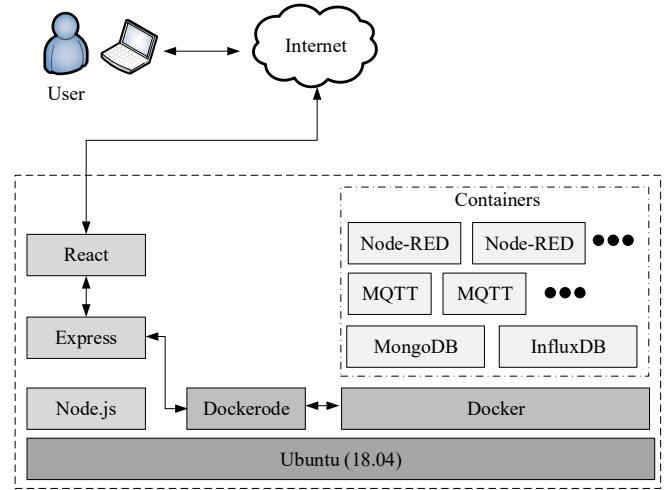 Internet
User
Containers
Node-RED Node-RED
React
MQTT MQTT
Express
MongoDB InfluxDB
Node.js Dockerode Docker
Ubuntu (18.04)